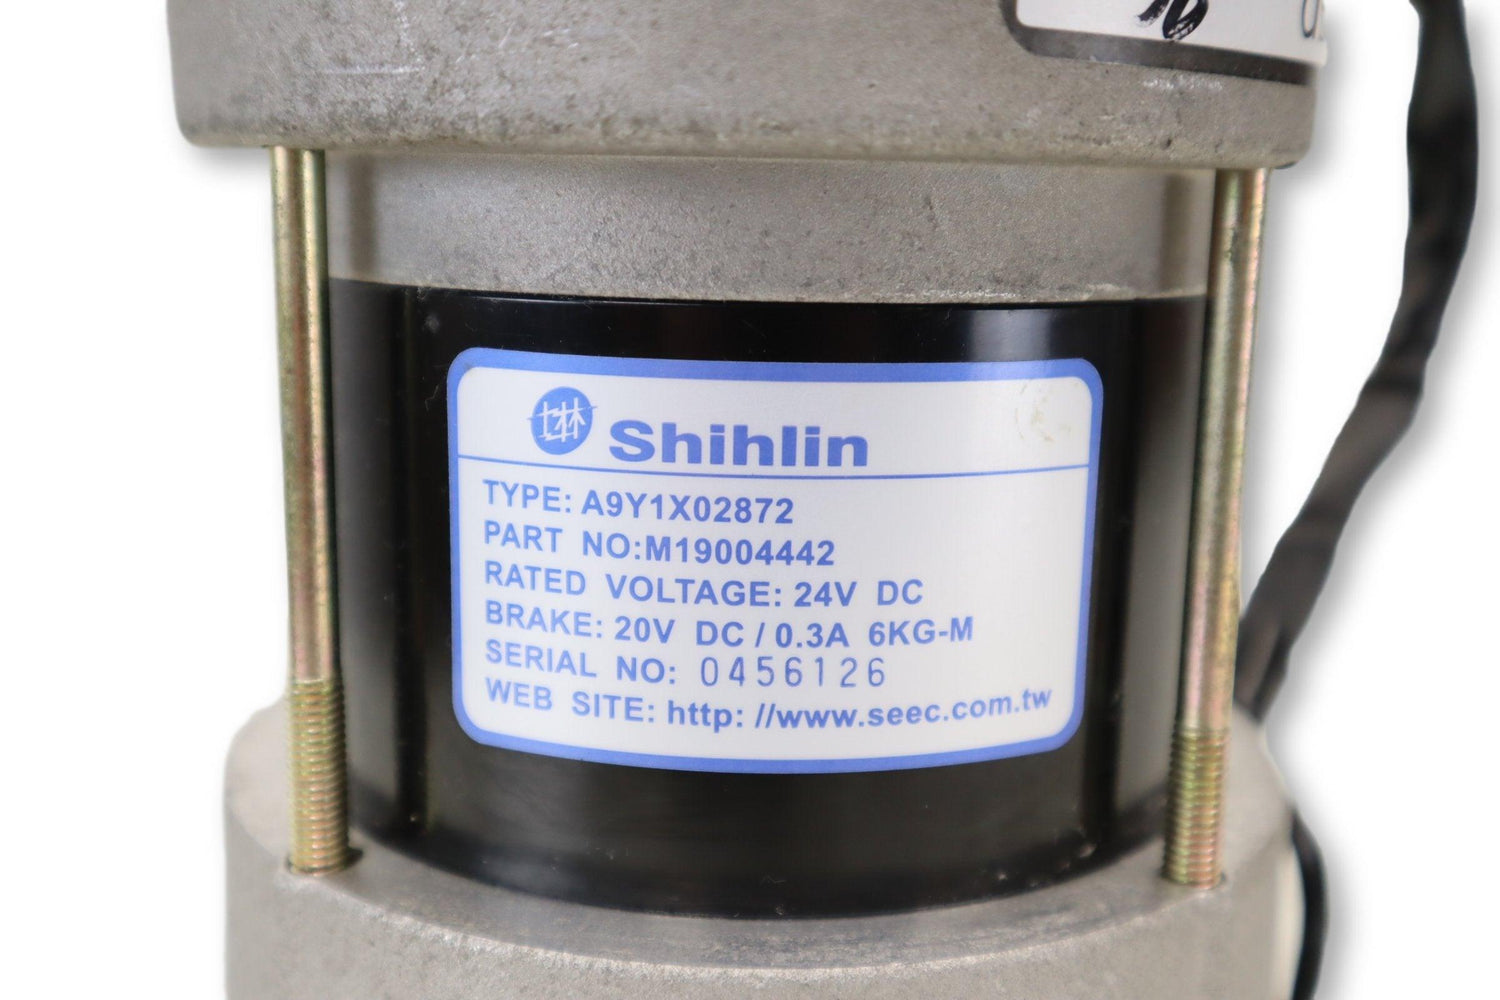 Shihlin
TYPE: A9Y1X02872
PART NO:M19004442
RATED VOLTAGE: 24V DC
BRAKE: 20V DC / 0.3A 6KG-M
SERIAL NO: 0456126
WEB SITE: http: //www.seec.com.tw